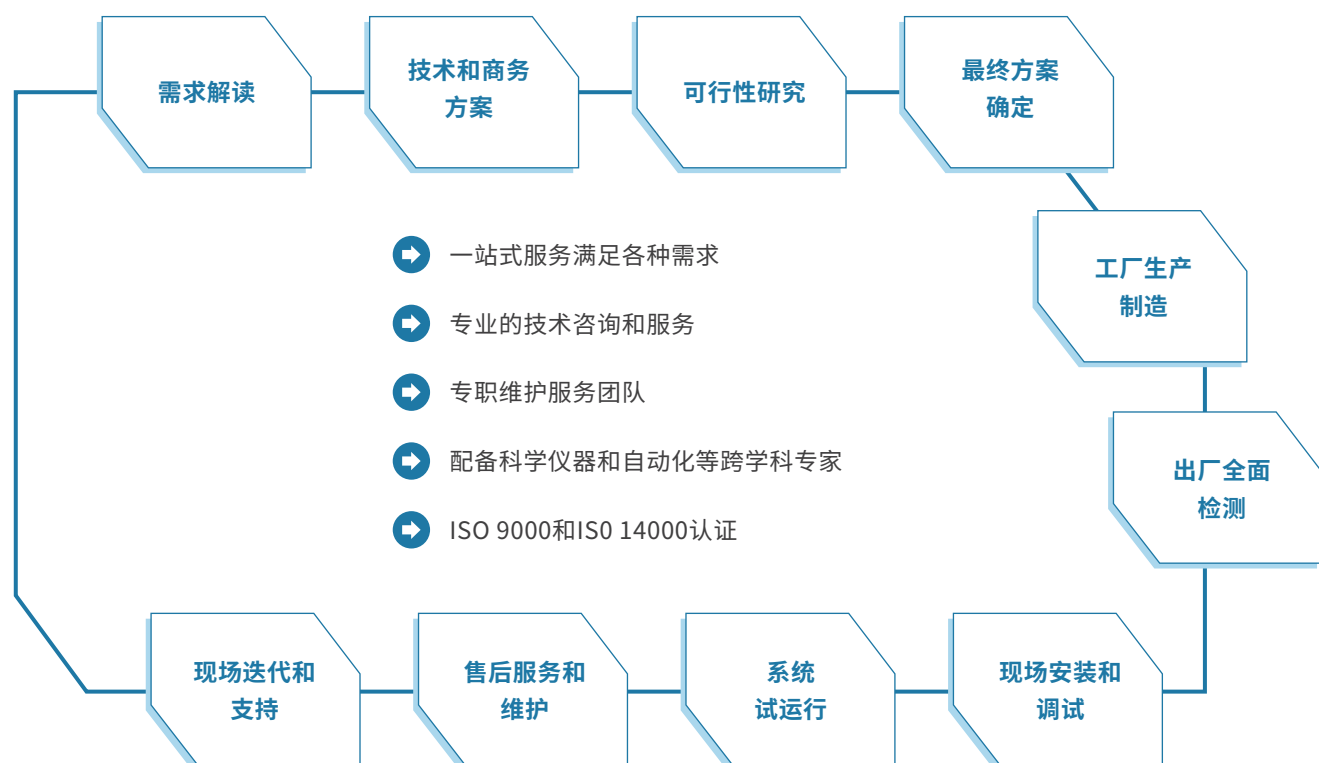 需求解读
技术和商务
方案
可行性研究
最终方案
确定
工厂生产
制造
出厂全面
检测
一站式服务满足各种需求
专业的技术咨询和服务
专职维护服务团队
配备科学仪器和自动化等跨学科专家
ISO 9000和IS0 14000认证
现场迭代和
支持
售后服务和
维护
系统
试运行
现场安装和
调试